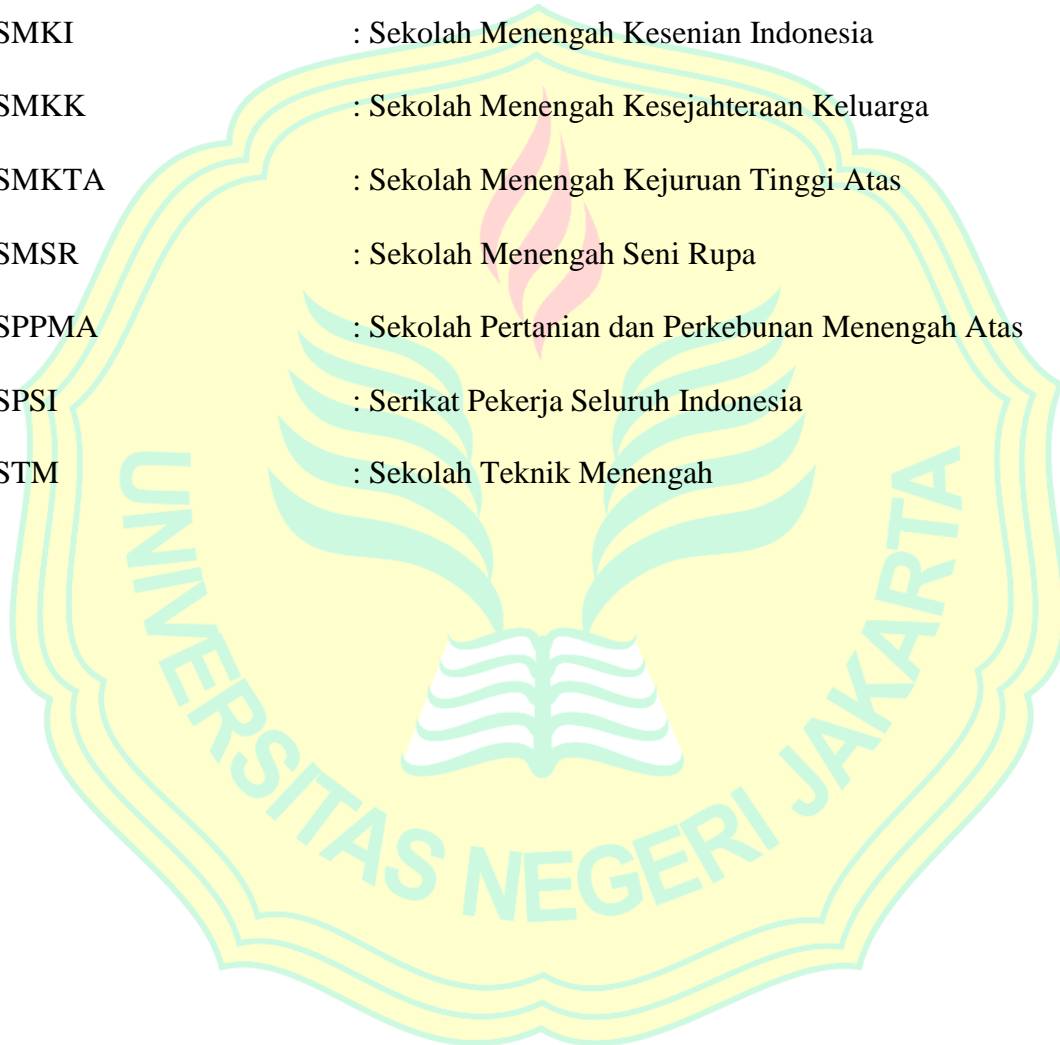 SMKI : Sekolah Menengah Kesenian Indonesia
SMKK : Sekolah Menengah Kesejahteraan Keluarga
SMKTA : Sekolah Menengah Kejuruan Tinggi Atas
SMSR : Sekolah Menengah Seni Rupa
SPPMA : Sekolah Pertanian dan Perkebunan Menengah Atas
SPSI : Serikat Pekerja Seluruh Indonesia
STM : Sekolah Teknik Menengah
UNIVERSITAS NEGERI JAKARTA